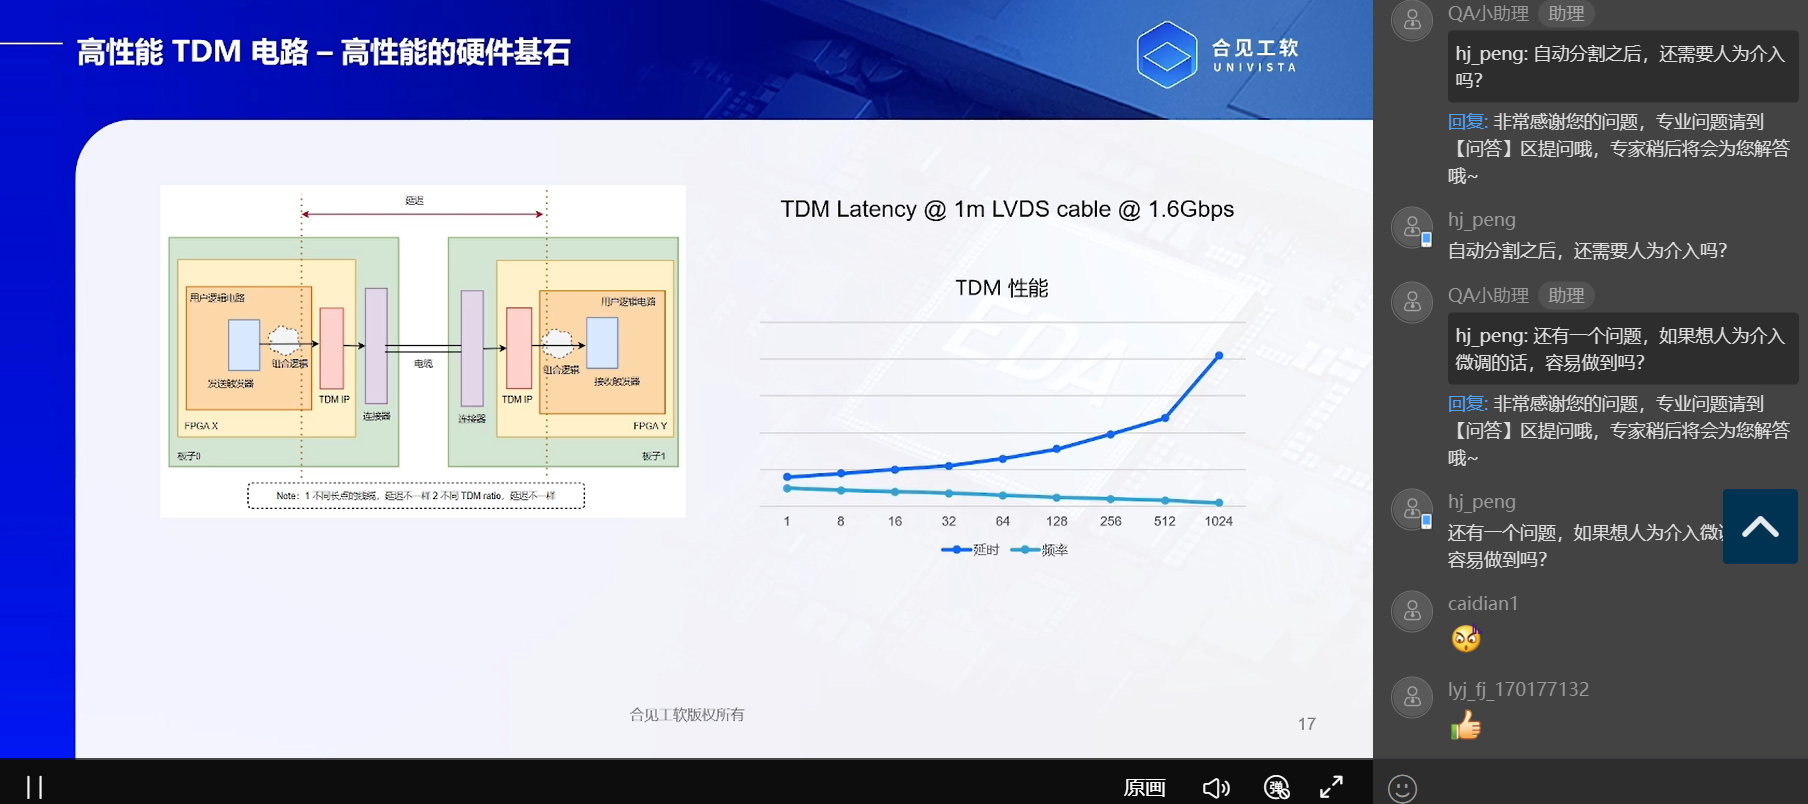 高性能 TDM 电路 – 高性能的硬件基石
合见工软
UNIVISTA
延迟
用户逻辑电路
组合逻辑
发送触发器
TDM IP
连接器
FPGA X
板子0
电缆
用户逻辑电路
组合逻辑
接收触发器
TDM IP
连接器
FPGA Y
板子1
Note：1 不同长点的线缆，延迟不一样 2 不同 TDM ratio，延迟不一样
TDM Latency @ 1m LVDS cable @ 1.6Gbps
TDM 性能
EDA
1 8 16 32 64 128 256 512 1024
延时 频率
合见工软版权所有
17
原画
弹
QA小助理 助理
hj_peng: 自动分割之后，还需要人为介入
吗？
回复: 非常感谢您的问题，专业问题请到
【问答】区提问哦，专家稍后将会为您解答
哦~
hj_peng
自动分割之后，还需要人为介入吗？
QA小助理 助理
hj_peng: 还有一个问题，如果想人为介入
微调的话，容易做到吗？
回复: 非常感谢您的问题，专业问题请到
【问答】区提问哦，专家稍后将会为您解答
哦~
hj_peng
还有一个问题，如果想人为介入微
容易做到吗？
caidian1
lyj_fj_170177132